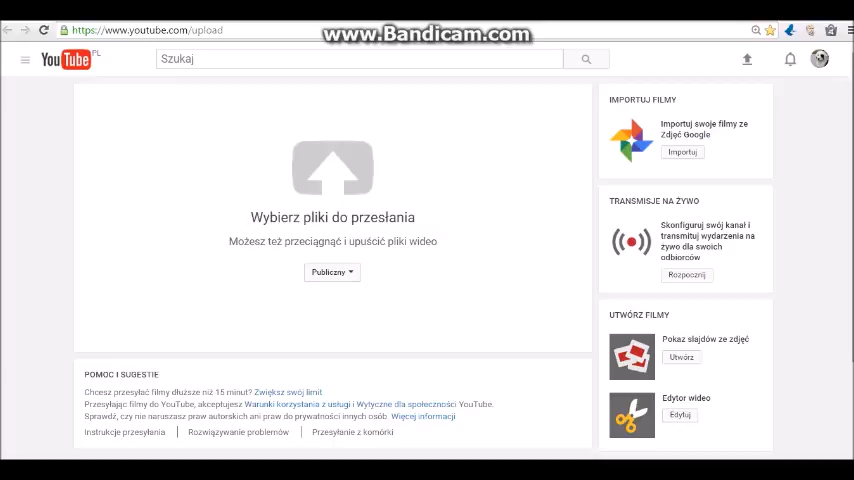 https://www.youtube.com/upload
www.Bandicam.com
YouTube PL
Szukaj
Wybierz pliki do przesłania
Możesz też przeciągnąć i upuścić pliki wideo
Publiczny
POMOC I SUGESTIE
Chcesz przesyłać filmy dłuższe niż 15 minut? Zwiększ swój limit
Przesyłając filmy do YouTube, akceptujesz Warunki korzystania z usługi i Wytyczne dla społeczności YouTube.
Sprawdź, czy nie naruszasz praw autorskich ani praw do prywatności innych osób. Więcej informacji
Instrukcje przesyłania
Rozwiązywanie problemów
Przesyłanie z komórki
IMPORTUJ FILMY
Importuj swoje filmy ze
Zdjęć Google
Importuj
TRANSMISJE NA ŻYWO
Skonfiguruj swój kanał i
transmituj wydarzenia na
żywo dla swoich
odbiorców
Rozpocznij
UTWÓRZ FILMY
Pokaz slajdów ze zdjęć
Utwórz
Edytor wideo
Edytuj